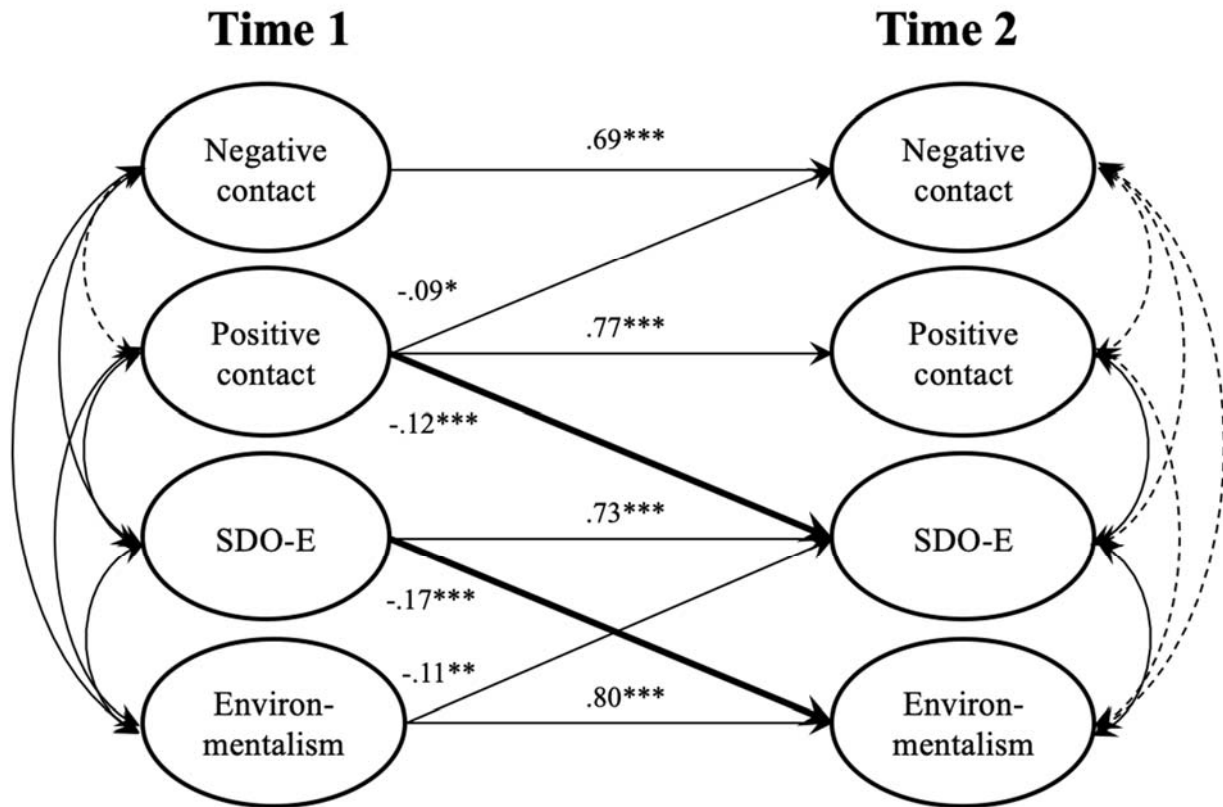 Time 1
Time 2
Negative
contact
.69***
Negative
contact
-.09*
Positive
contact
.77***
Positive
contact
-.12***
SDO-E
.73***
SDO-E
-.17***
-.11**
Environ-
mentalism
.80***
Environ-
mentalism